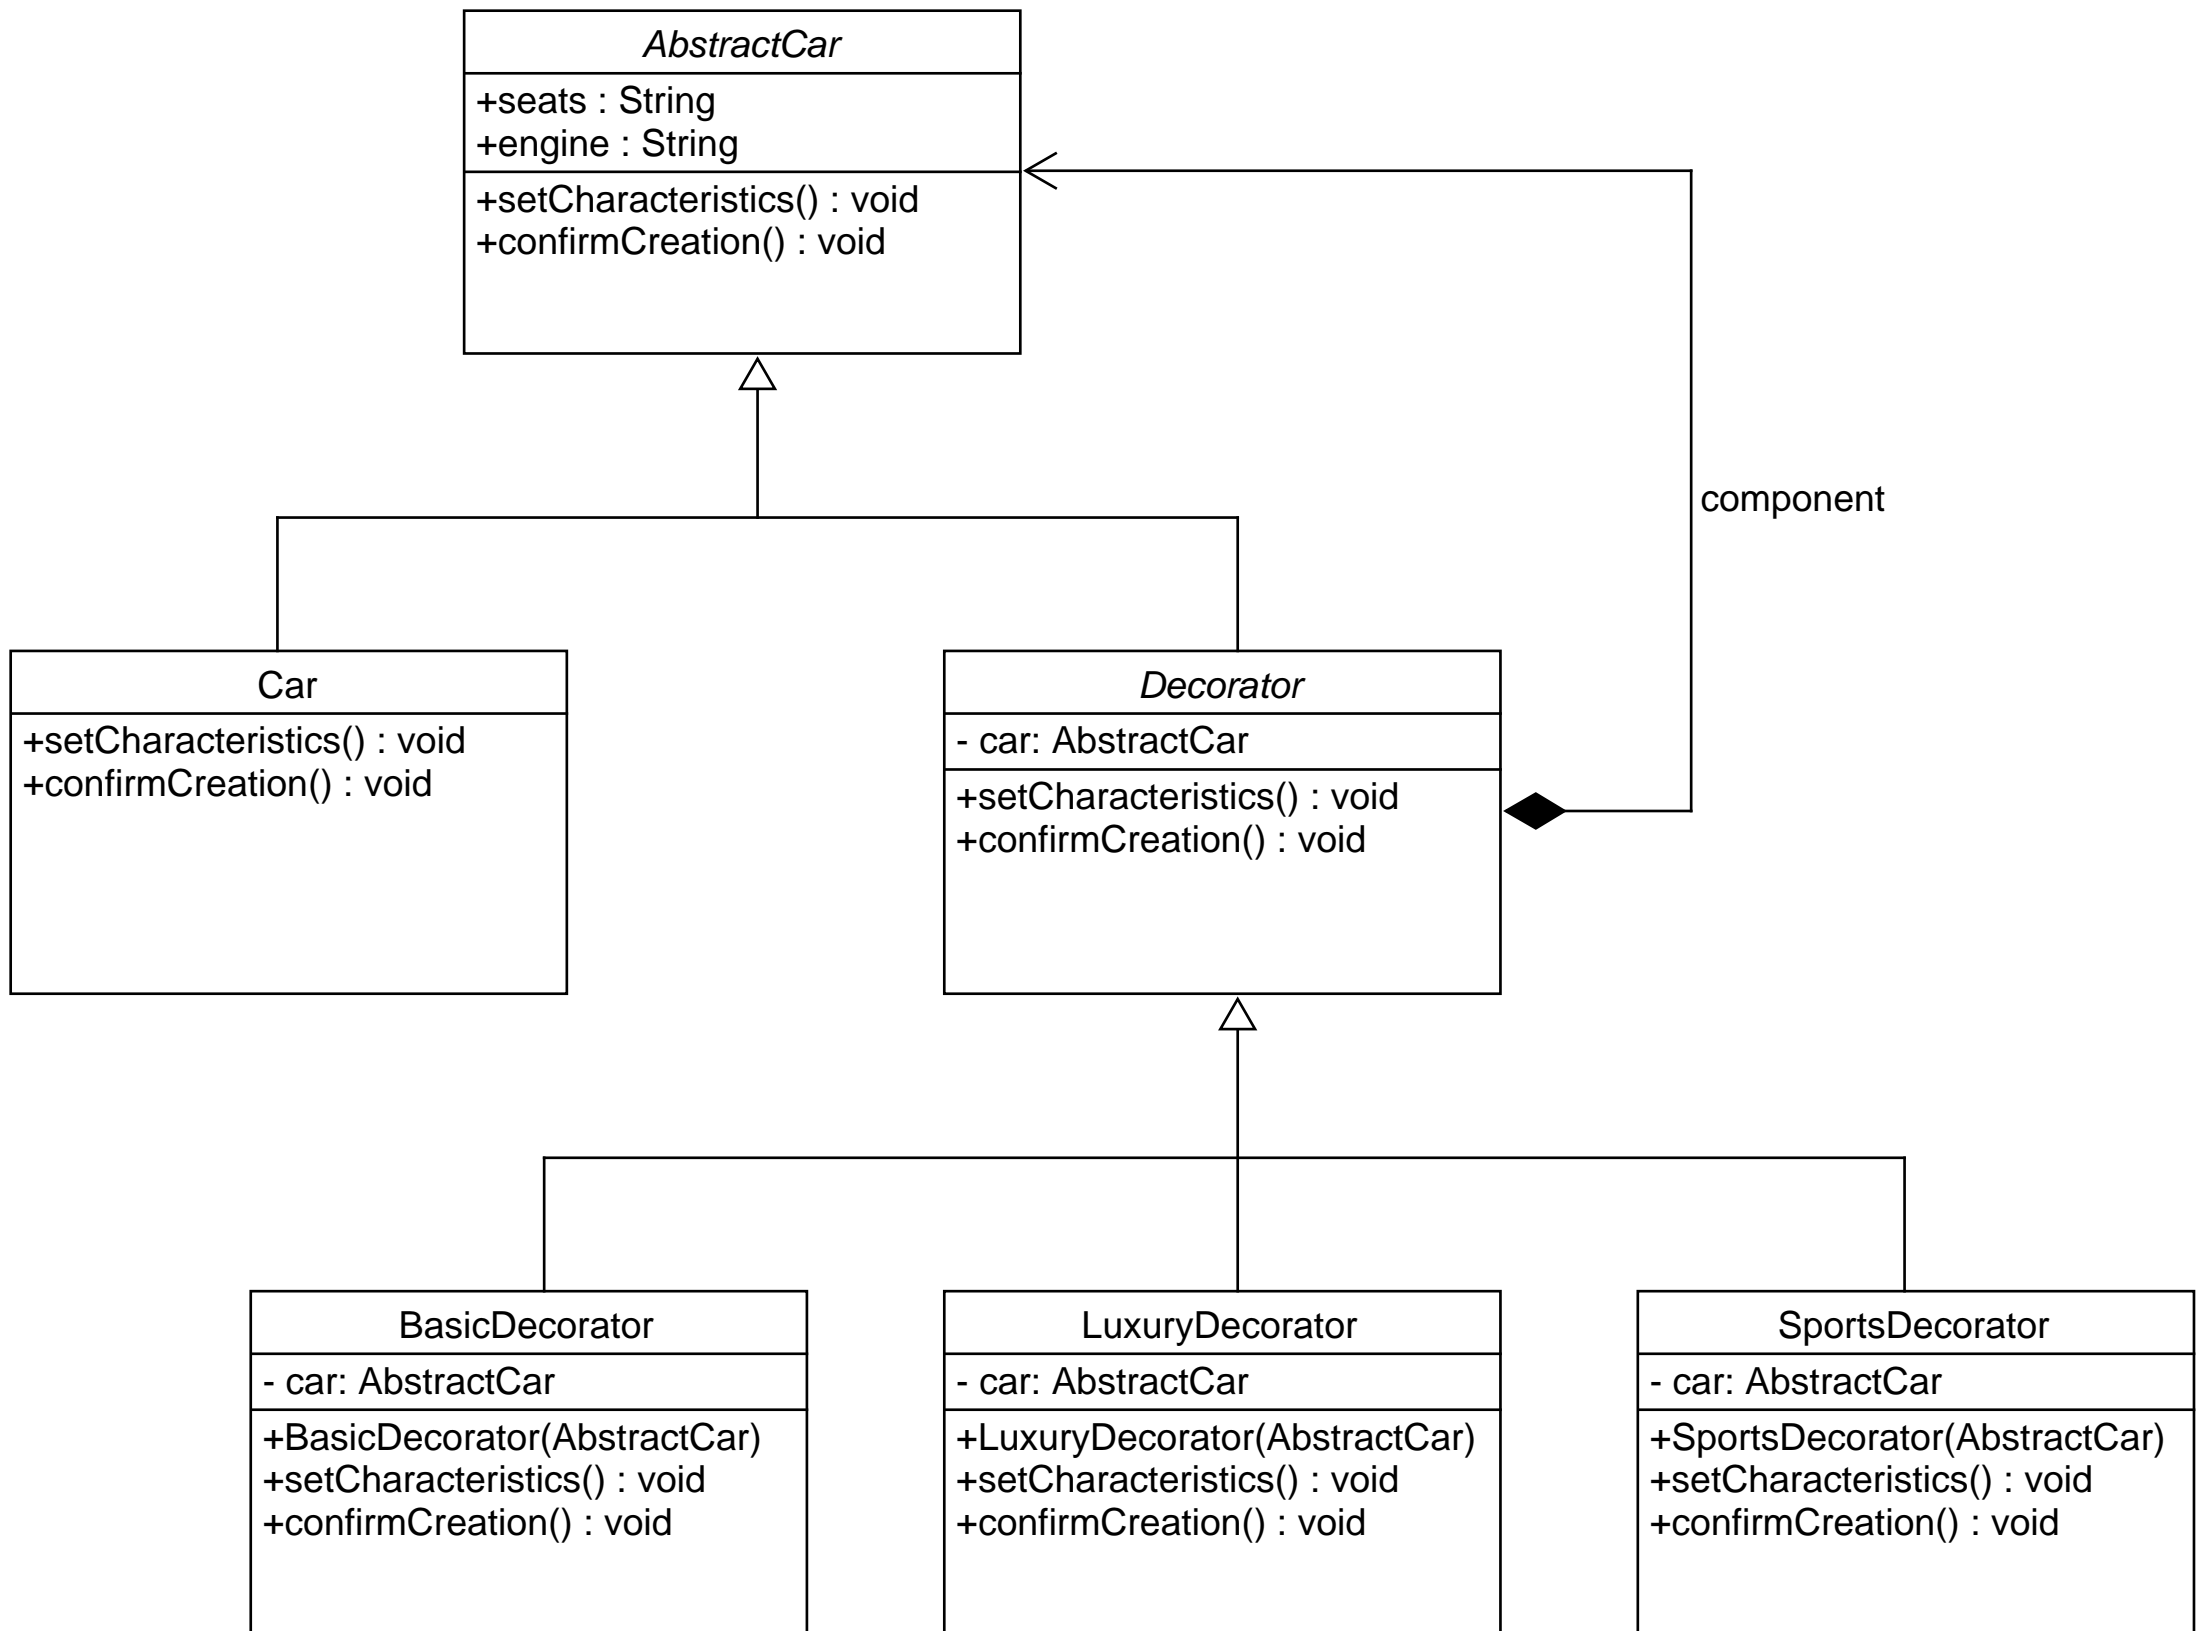 AbstractCar
+seats : String
+engine : String
+setCharacteristics() : void
+confirmCreation() : void
component
Car
+setCharacteristics() : void
+confirmCreation() : void
Decorator
- car: AbstractCar
+setCharacteristics() : void
+confirmCreation() : void
BasicDecorator
- car: AbstractCar
+BasicDecorator(AbstractCar)
+setCharacteristics() : void
+confirmCreation() : void
LuxuryDecorator
- car: AbstractCar
+LuxuryDecorator(AbstractCar)
+setCharacteristics() : void
+confirmCreation() : void
SportsDecorator
- car: AbstractCar
+SportsDecorator(AbstractCar)
+setCharacteristics() : void
+confirmCreation() : void